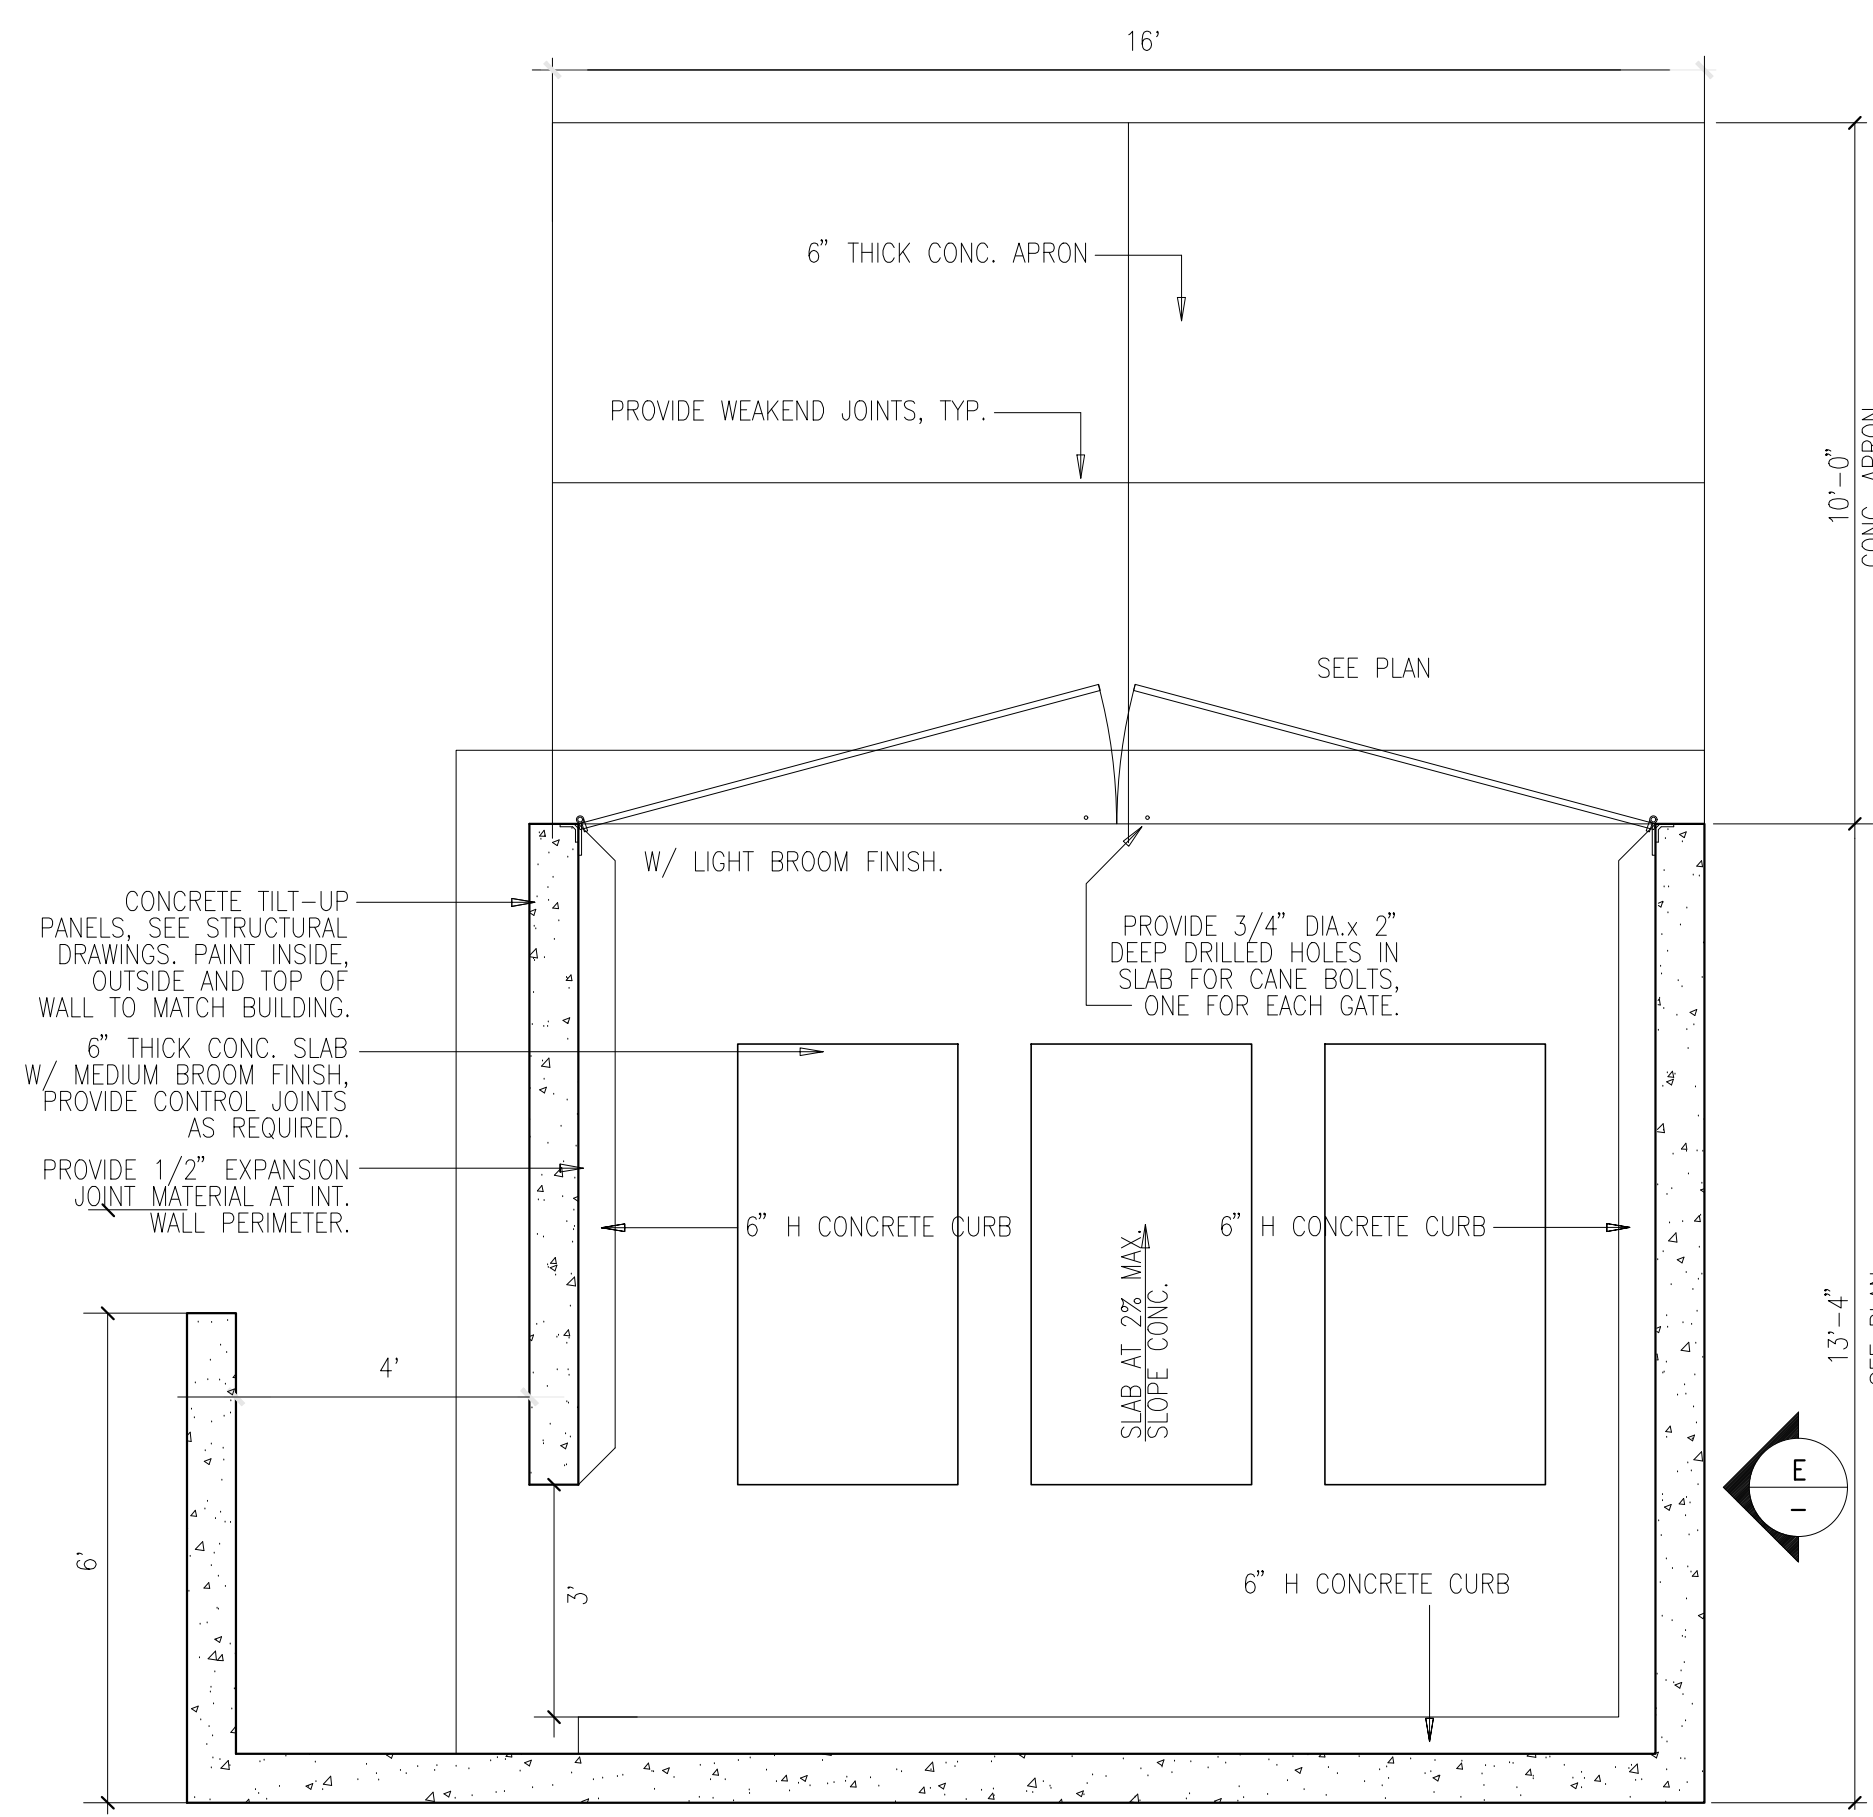 16'
6" THICK CONC. APRON
PROVIDE WEAKEND JOINTS, TYP.
10'-0"
CONC. APRON
SEE PLAN
W/ LIGHT BROOM FINISH.
CONCRETE TILT-UP
PANELS, SEE STRUCTURAL
DRAWINGS. PAINT INSIDE,
OUTSIDE AND TOP OF
WALL TO MATCH BUILDING.
PROVIDE 3/4" DIA.x 2"
DEEP DRILLED HOLES IN
SLAB FOR CANE BOLTS,
ONE FOR EACH GATE.
6" THICK CONC. SLAB
W/ MEDIUM BROOM FINISH,
PROVIDE CONTROL JOINTS
AS REQUIRED.
PROVIDE 1/2" EXPANSION
JOINT MATERIAL AT INT.
WALL PERIMETER.
6" H CONCRETE CURB
6" H CONCRETE CURB
SLAB AT 2% MAX.
SLOPE CONC.
13'-4"
SEE PLAN
4'
E
-
6'
3'
6" H CONCRETE CURB